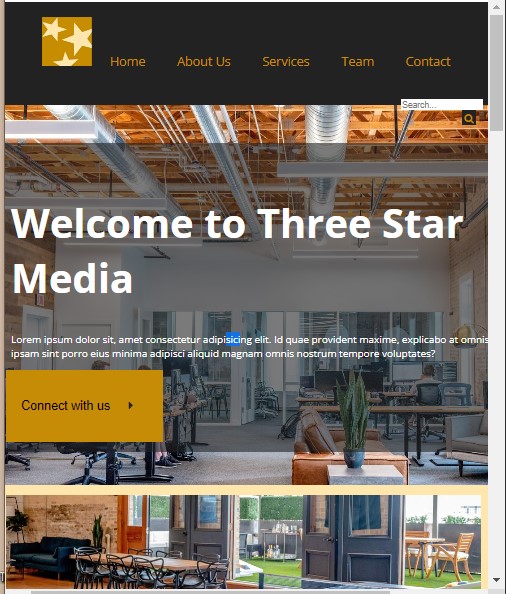 Home About Us Services Team Contact
Search...
Welcome to Three Star
Media
Lorem ipsum dolor sit, amet consectetur adipisicing elit. Id quae provident maxime, explicabo at omnis
ipsam sint porro eius minima adipisci aliquid magnam omnis nostrum tempore voluptates?
Connect with us